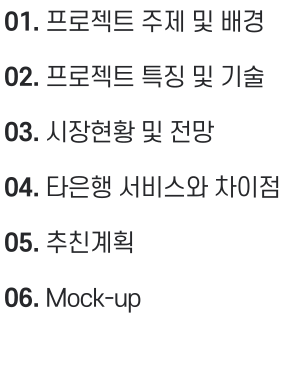 01. 프로젝트 주제 및 배경
02. 프로젝트 특징 및 기술
03. 시장현황 및 전망
04. 타은행 서비스와 차이점
05. 추친계획
06. Mock-up